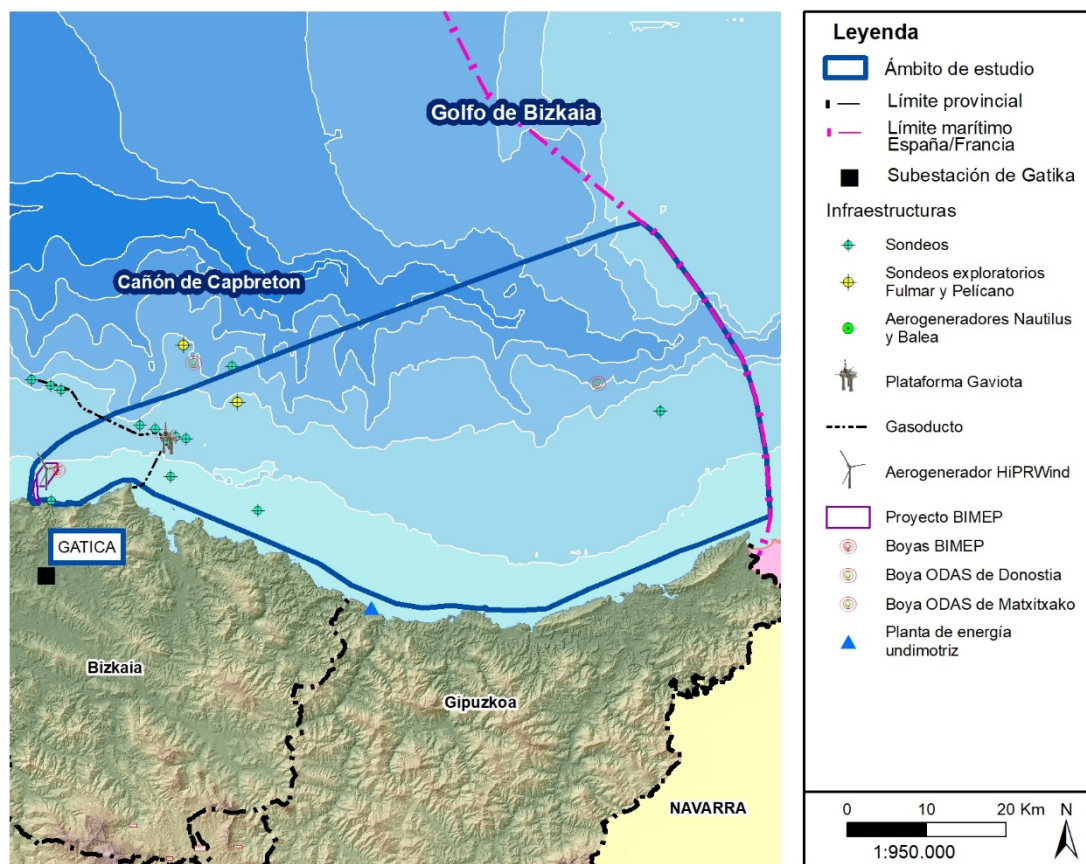 Golfo de Bizkaia
Cañón de Capbreton
GATICA
Bizkaia
Gipuzkoa
NAVARRA
Leyenda
Ámbito de estudio
Límite provincial
Límite marítimo
España/Francia
Subestación de Gatika
Infraestructuras
Sondeos
Sondeos exploratorios
Fulmar y Pelícano
Aerogeneradores Nautilus
y Balea
Plataforma Gaviota
Gasoducto
Aerogenerador HiPRWind
Proyecto BIMEP
Boyas BIMEP
Boya ODAS de Donostia
Boya ODAS de Matxitxako
Planta de energía
undimotriz
0 10 20 Km N
1:950.000